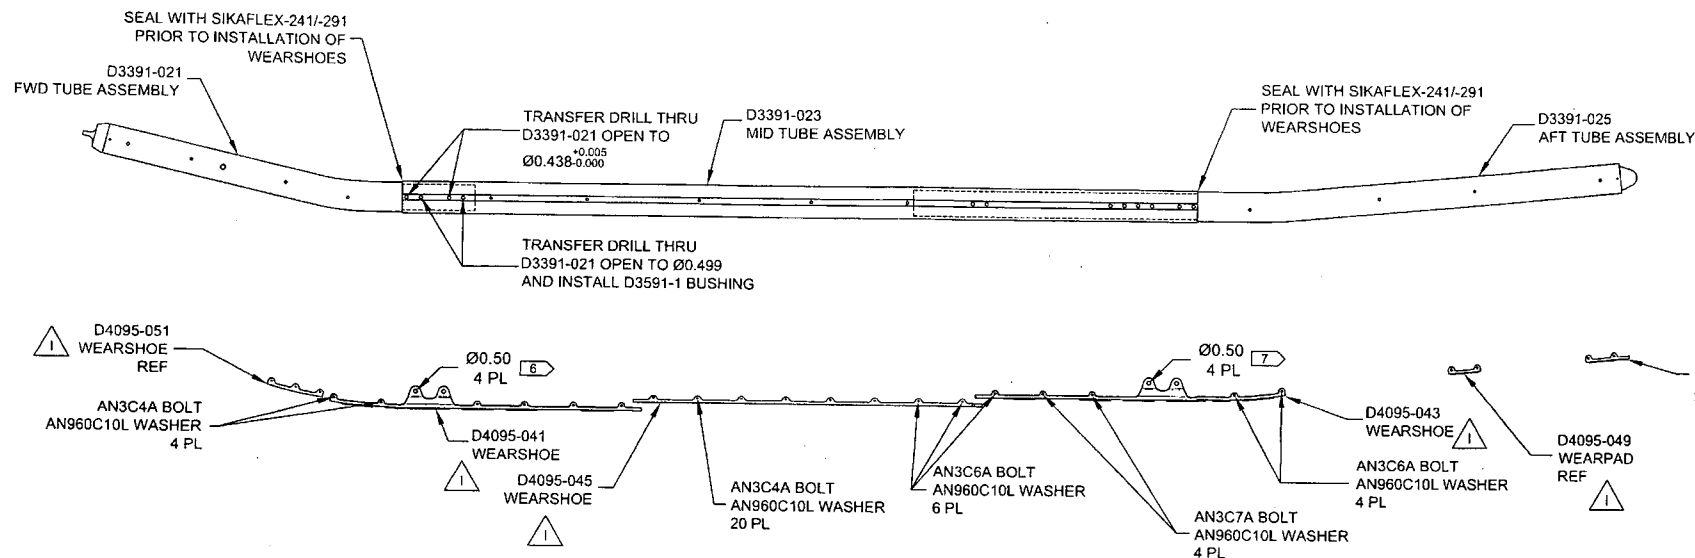 SEAL WITH SIKAFLEX-241/-291
PRIOR TO INSTALLATION OF
WEARSHOES
D3391-021
FWD TUBE ASSEMBLY
TRANSFER DRILL THRU
D3391-021 OPEN TO
Ø0.438 +0.005 -0.000
D3391-023
MID TUBE ASSEMBLY
SEAL WITH SIKAFLEX-241/-291
PRIOR TO INSTALLATION OF
WEARSHOES
D3391-025
AFT TUBE ASSEMBLY
TRANSFER DRILL THRU
D3391-021 OPEN TO Ø0.499
AND INSTALL D3591-1 BUSHING
1
D4095-051
WEARSHOE
REF
Ø0.50
4 PL
6
Ø0.50
4 PL
7
AN3C4A BOLT
AN960C10L WASHER
4 PL
D4095-041
WEARSHOE
1
D4095-045
WEARSHOE
1
AN3C4A BOLT
AN960C10L WASHER
20 PL
AN3C6A BOLT
AN960C10L WASHER
6 PL
AN3C7A BOLT
AN960C10L WASHER
4 PL
D4095-043
WEARSHOE
1
AN3C6A BOLT
AN960C10L WASHER
4 PL
D4095-049
WEARPAD
REF
1